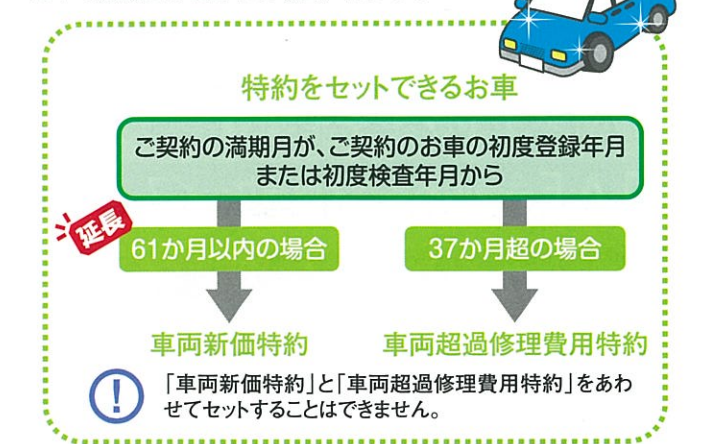 特約をセットできるお車
ご契約の満期月が、ご契約のお車の初度登録年月
または初度検査年月から
延長
61か月以内の場合
37か月超の場合
車両新価特約
車両超過修理費用特約
「車両新価特約」と「車両超過修理費用特約」をあわ
せてセットすることはできません。